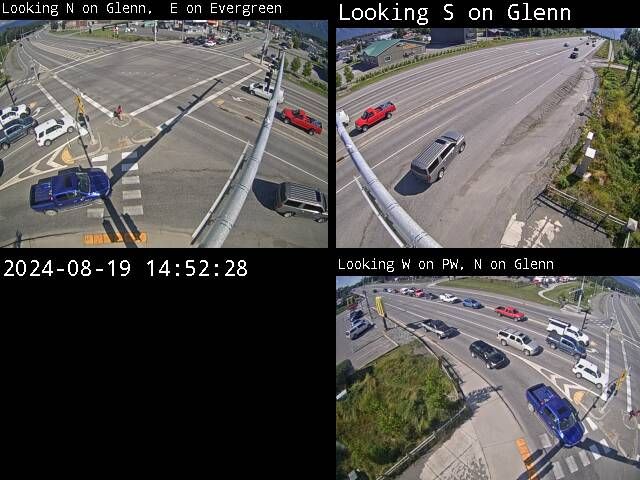 Looking N on Glenn,  E on Evergreen
Looking S on Glenn
2024-08-19 14:52:28
Looking W on PW, N on Glenn